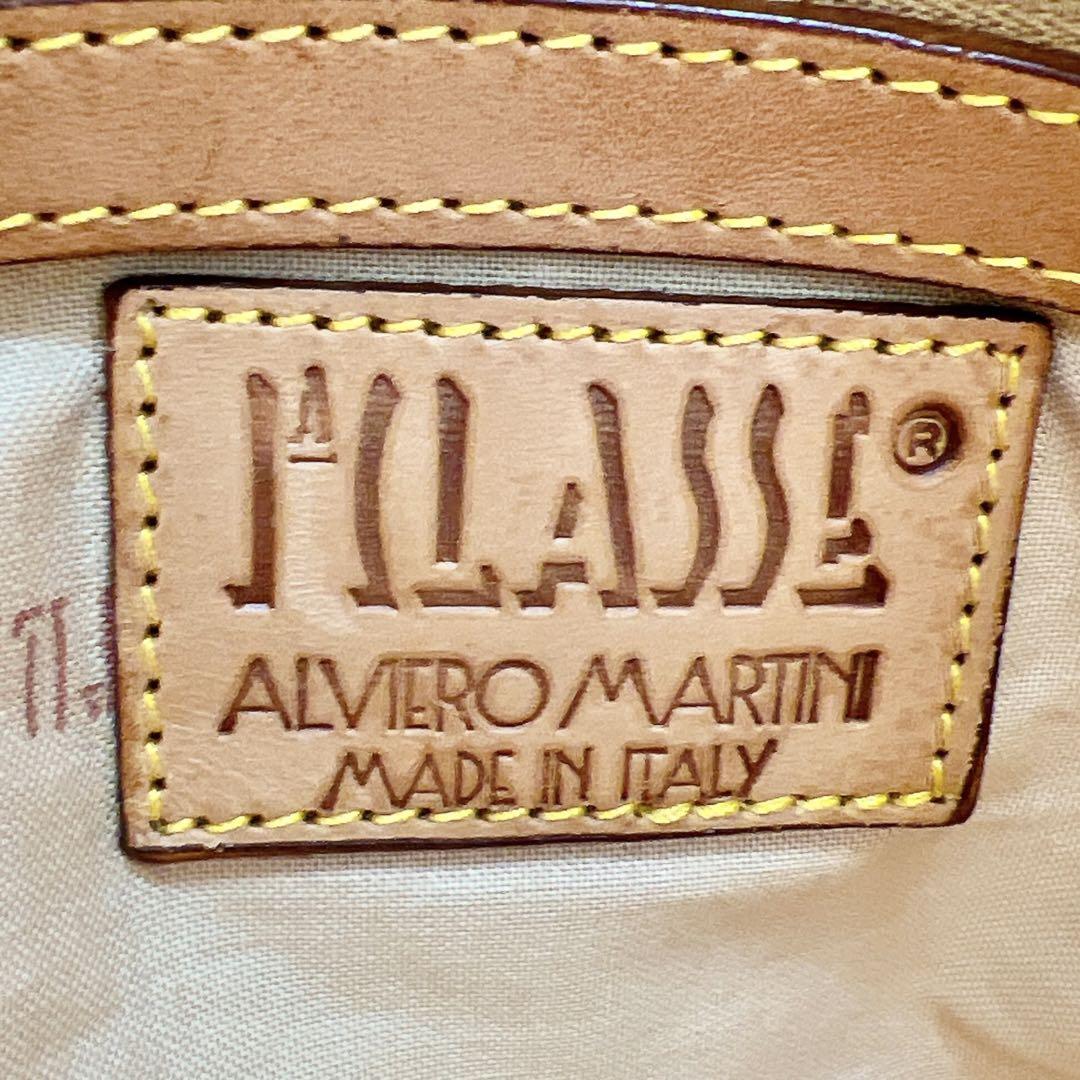 1ᴬ CLASSE ®
ALVIERO MARTINI
MADE IN ITALY